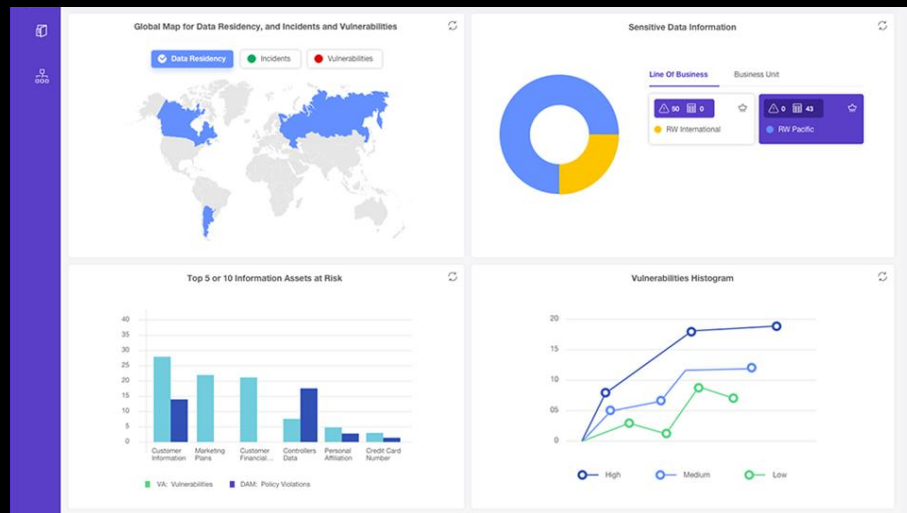 Global Map for Data Residency, and Incidents and Vulnerabilities
Data Residency
Incidents
Vulnerabilities
Sensitive Data Information
Line Of Business
Business Unit
50 0
RW International
0 43
RW Pacific
Top 5 or 10 Information Assets at Risk
40
35
30
25
20
15
10
5
0
Customer
Information
Marketing
Plans
Customer
Financial...
Controllers
Data
Personal
Affiliation
Credit Card
Number
VA: Vulnerabilities
DAM: Policy Violations
Vulnerabilities Histogram
20
15
10
05
0
High
Medium
Low